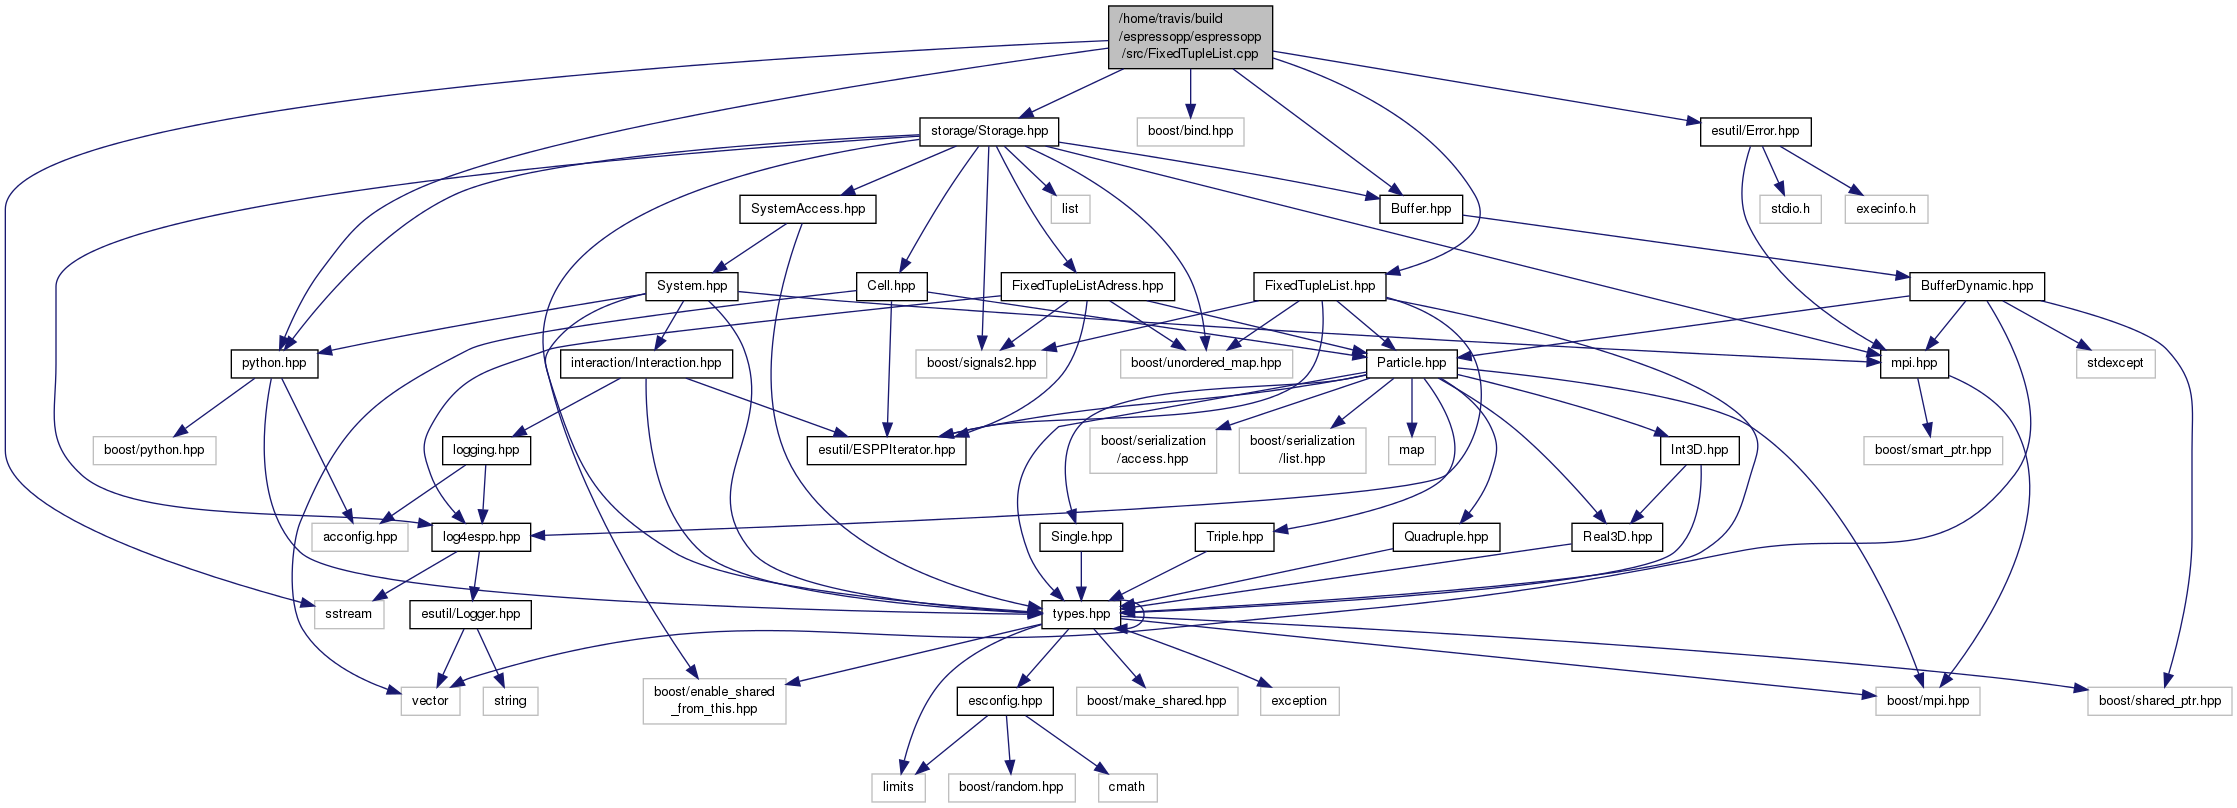 /home/travis/build
/espressopp/espressopp
/src/FixedTupleList.cpp
storage/Storage.hpp
boost/bind.hpp
esutil/Error.hpp
SystemAccess.hpp
list
Buffer.hpp
stdio.h
execinfo.h
System.hpp
Cell.hpp
FixedTupleListAdress.hpp
FixedTupleList.hpp
BufferDynamic.hpp
python.hpp
interaction/Interaction.hpp
boost/signals2.hpp
boost/unordered_map.hpp
Particle.hpp
mpi.hpp
stdexcept
boost/python.hpp
logging.hpp
esutil/ESPPIterator.hpp
boost/serialization
/access.hpp
boost/serialization
/list.hpp
map
Int3D.hpp
boost/smart_ptr.hpp
acconfig.hpp
log4espp.hpp
Single.hpp
Triple.hpp
Quadruple.hpp
Real3D.hpp
sstream
esutil/Logger.hpp
types.hpp
vector
string
boost/enable_shared
_from_this.hpp
esconfig.hpp
boost/make_shared.hpp
exception
boost/mpi.hpp
boost/shared_ptr.hpp
limits
boost/random.hpp
cmath